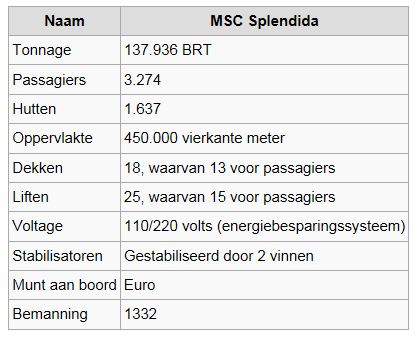 Naam MSC Splendida
Tonnage 137.936 BRT
Passagiers 3.274
Hutten 1.637
Oppervlakte 450.000 vierkante meter
Dekken 18, waarvan 13 voor passagiers
Liften 25, waarvan 15 voor passagiers
Voltage 110/220 volts (energiebesparingssysteem)
Stabilisatoren Gestabiliseerd door 2 vinnen
Munt aan boord Euro
Bemanning 1332